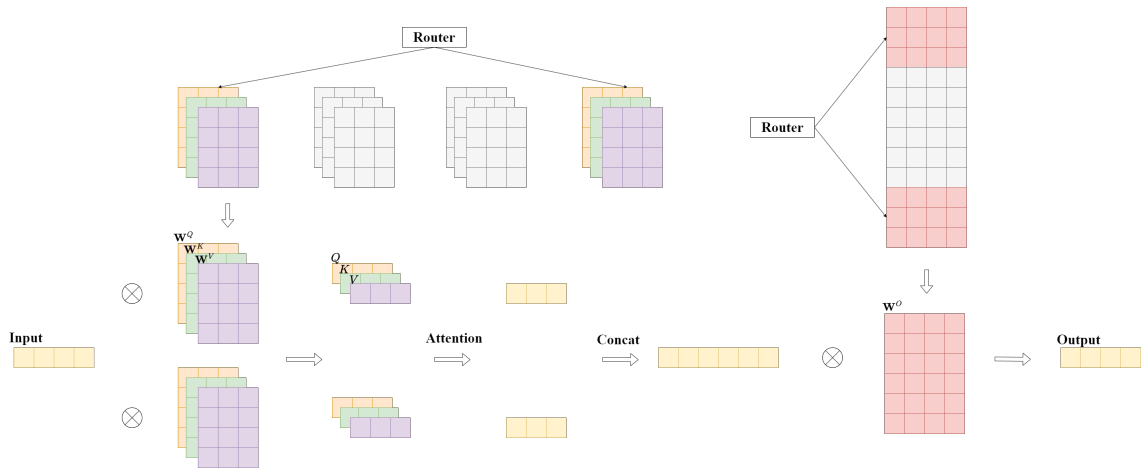 Router
Router
W^Q
W^K
W^V
Q
K
V
W^O
Input
Attention
Concat
Output